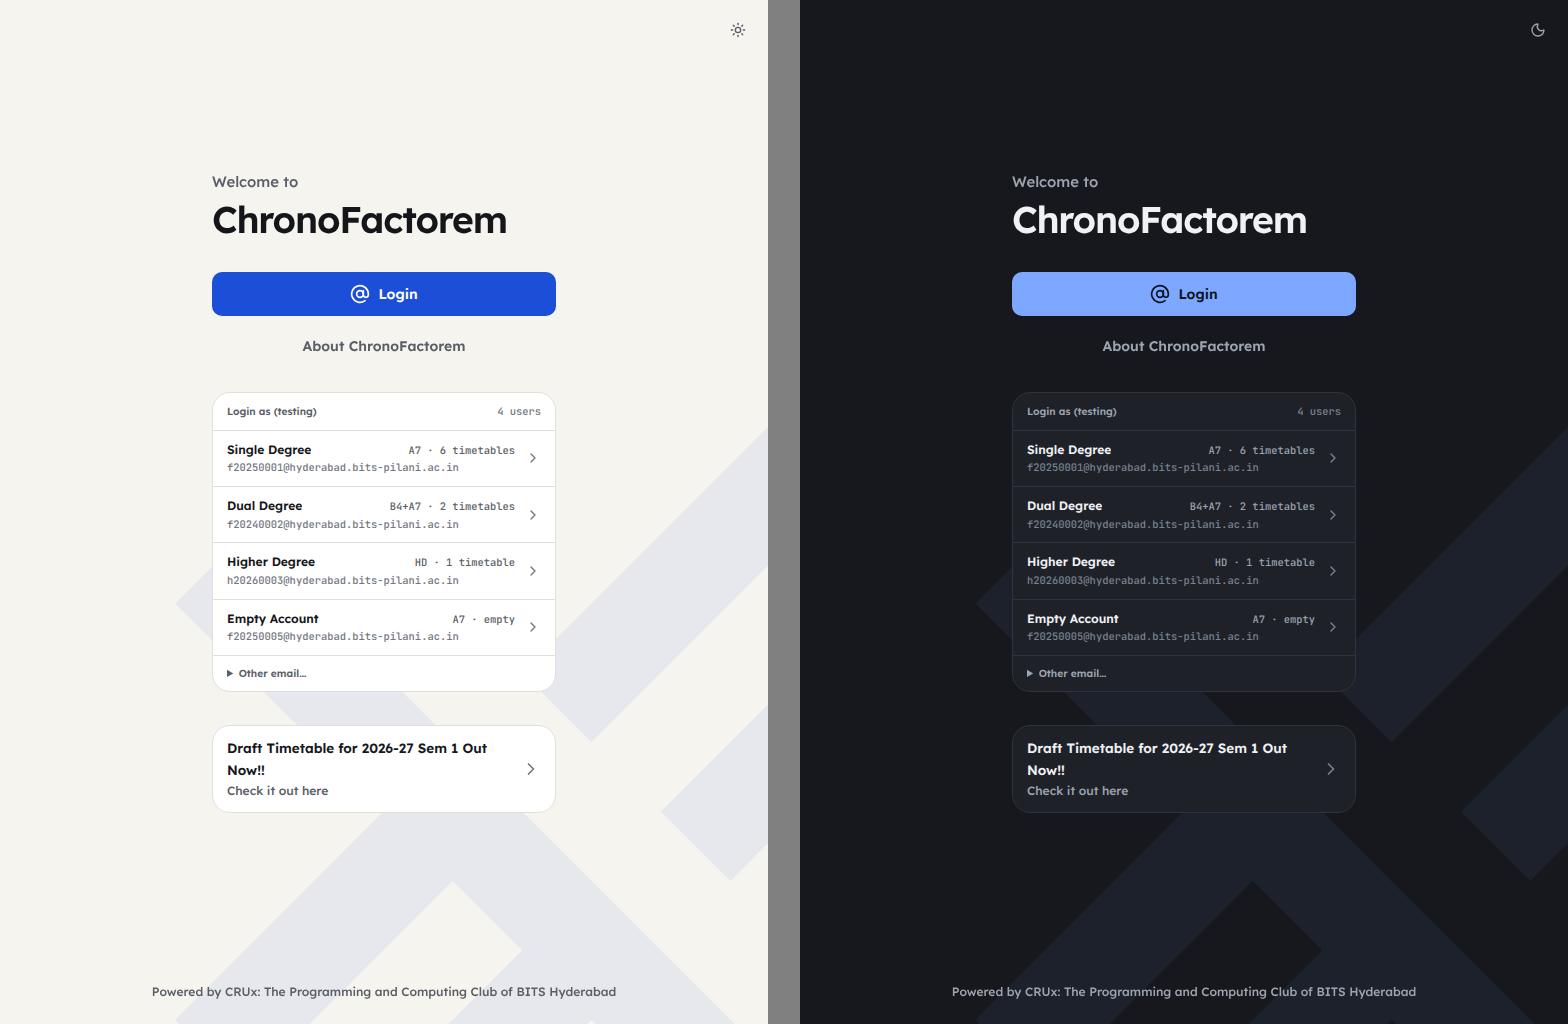 Welcome to
ChronoFactorem
Login
About ChronoFactorem
Login as (testing) 4 users
Single Degree A7 · 6 timetables
f20250001@hyderabad.bits-pilani.ac.in
Dual Degree B4+A7 · 2 timetables
f20240002@hyderabad.bits-pilani.ac.in
Higher Degree HD · 1 timetable
h20260003@hyderabad.bits-pilani.ac.in
Empty Account A7 · empty
f20250005@hyderabad.bits-pilani.ac.in
Other email…
Draft Timetable for 2026-27 Sem 1 Out
Now!!
Check it out here
Powered by CRUx: The Programming and Computing Club of BITS Hyderabad
Welcome to
ChronoFactorem
Login
About ChronoFactorem
Login as (testing) 4 users
Single Degree A7 · 6 timetables
f20250001@hyderabad.bits-pilani.ac.in
Dual Degree B4+A7 · 2 timetables
f20240002@hyderabad.bits-pilani.ac.in
Higher Degree HD · 1 timetable
h20260003@hyderabad.bits-pilani.ac.in
Empty Account A7 · empty
f20250005@hyderabad.bits-pilani.ac.in
Other email…
Draft Timetable for 2026-27 Sem 1 Out
Now!!
Check it out here
Powered by CRUx: The Programming and Computing Club of BITS Hyderabad